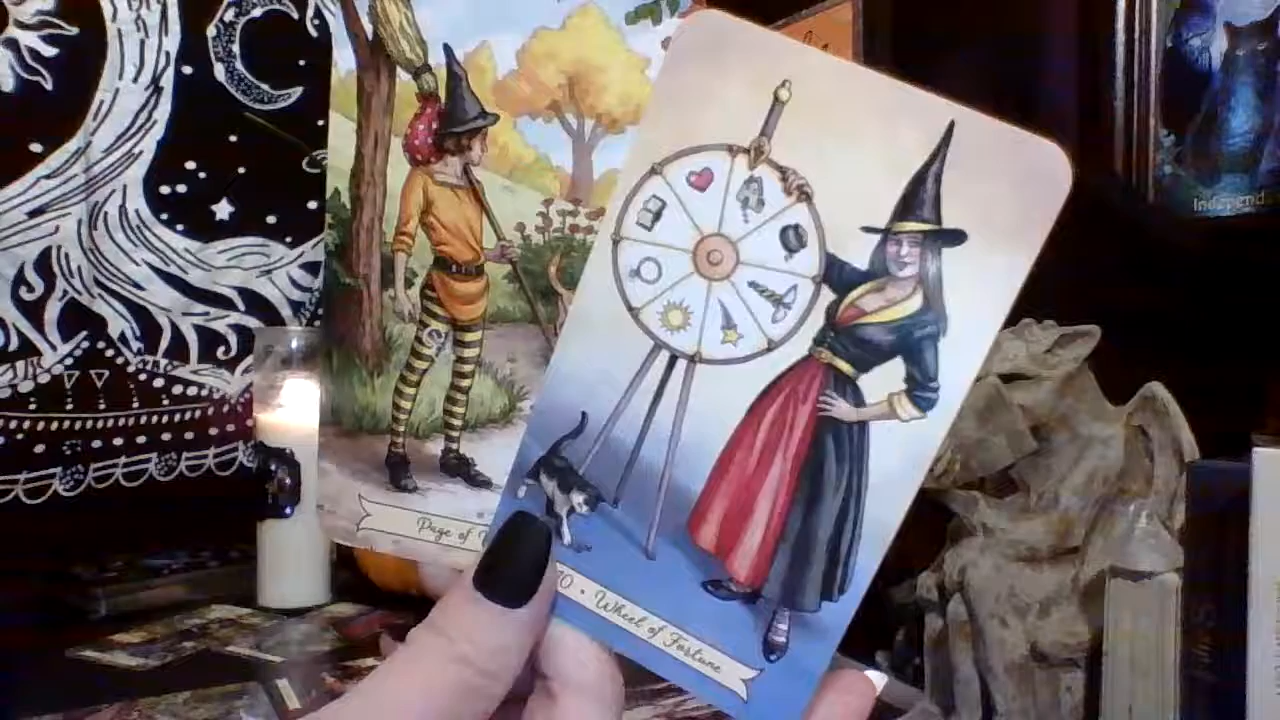 Independ
Page of
10 • Wheel of Fortune